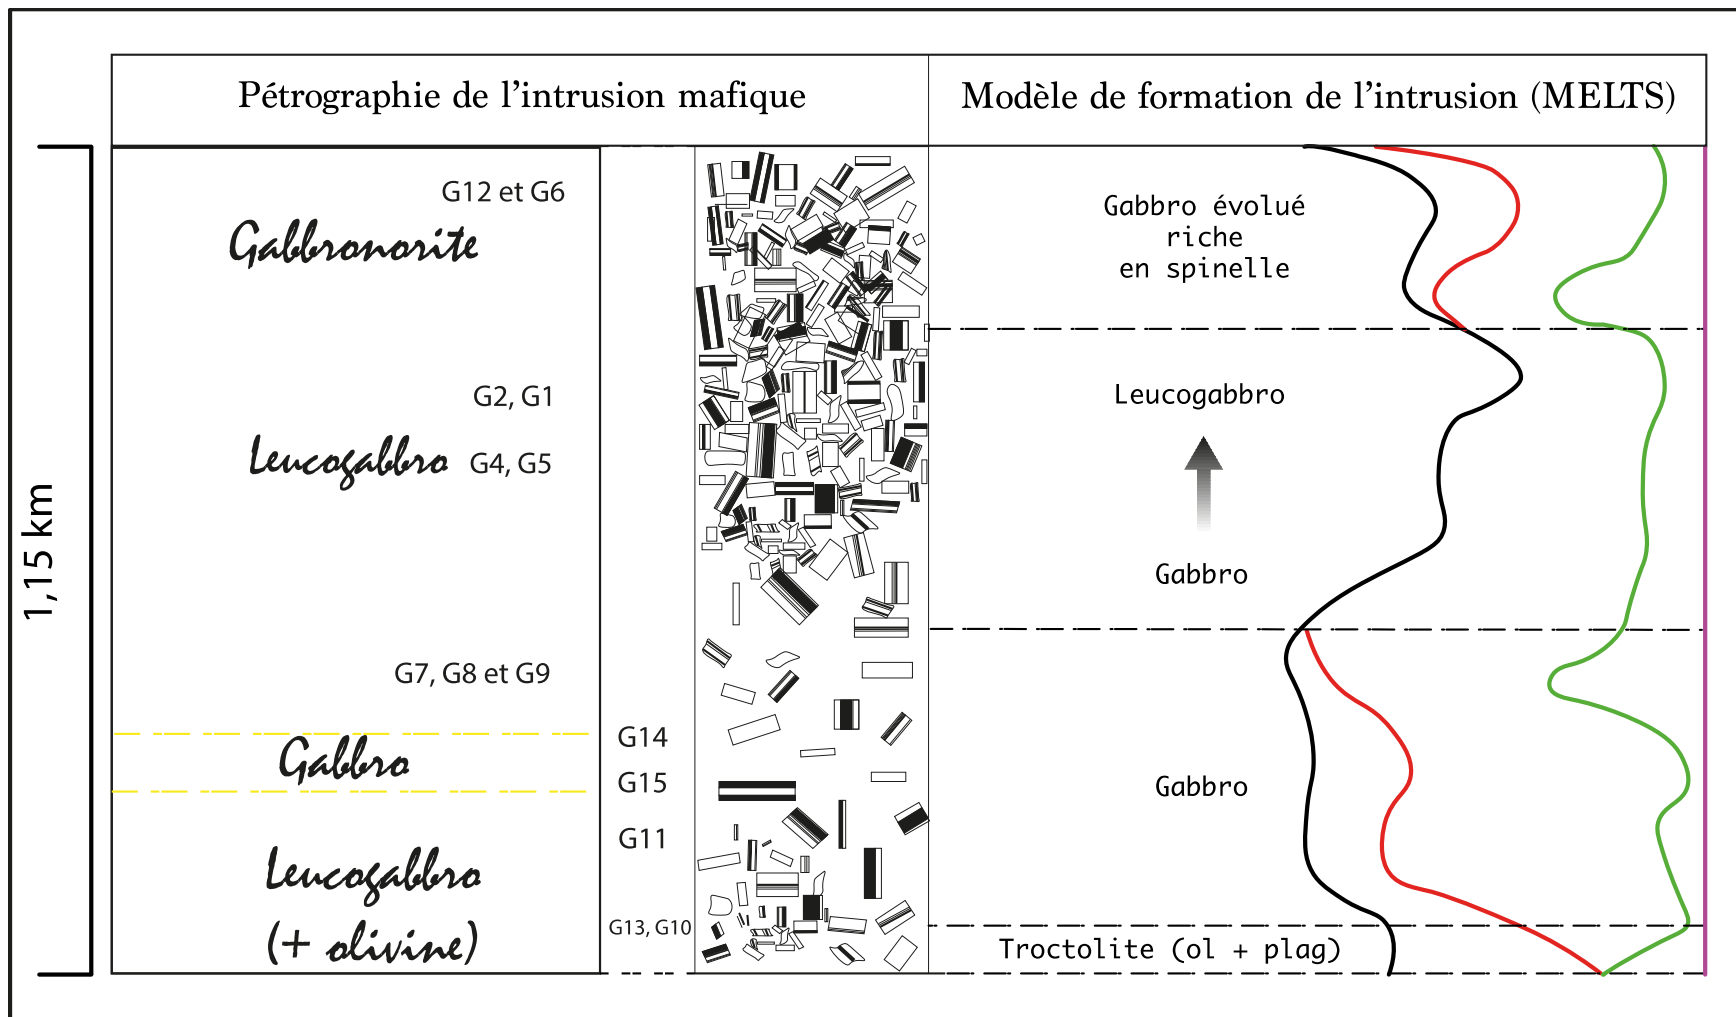 Pétrographie de l'intrusion mafique
Modèle de formation de l'intrusion (MELTS)
1,15 km
G12 et G6
Gabbronorite
G2, G1
Leucogabbro
G4, G5
G7, G8 et G9
Gabbro
Leucogabbro
(+ olivine)
G14
G15
G11
G13, G10
Gabbro évolué
riche
en spinelle
Leucogabbro
Gabbro
Gabbro
Troctolite (ol + plag)